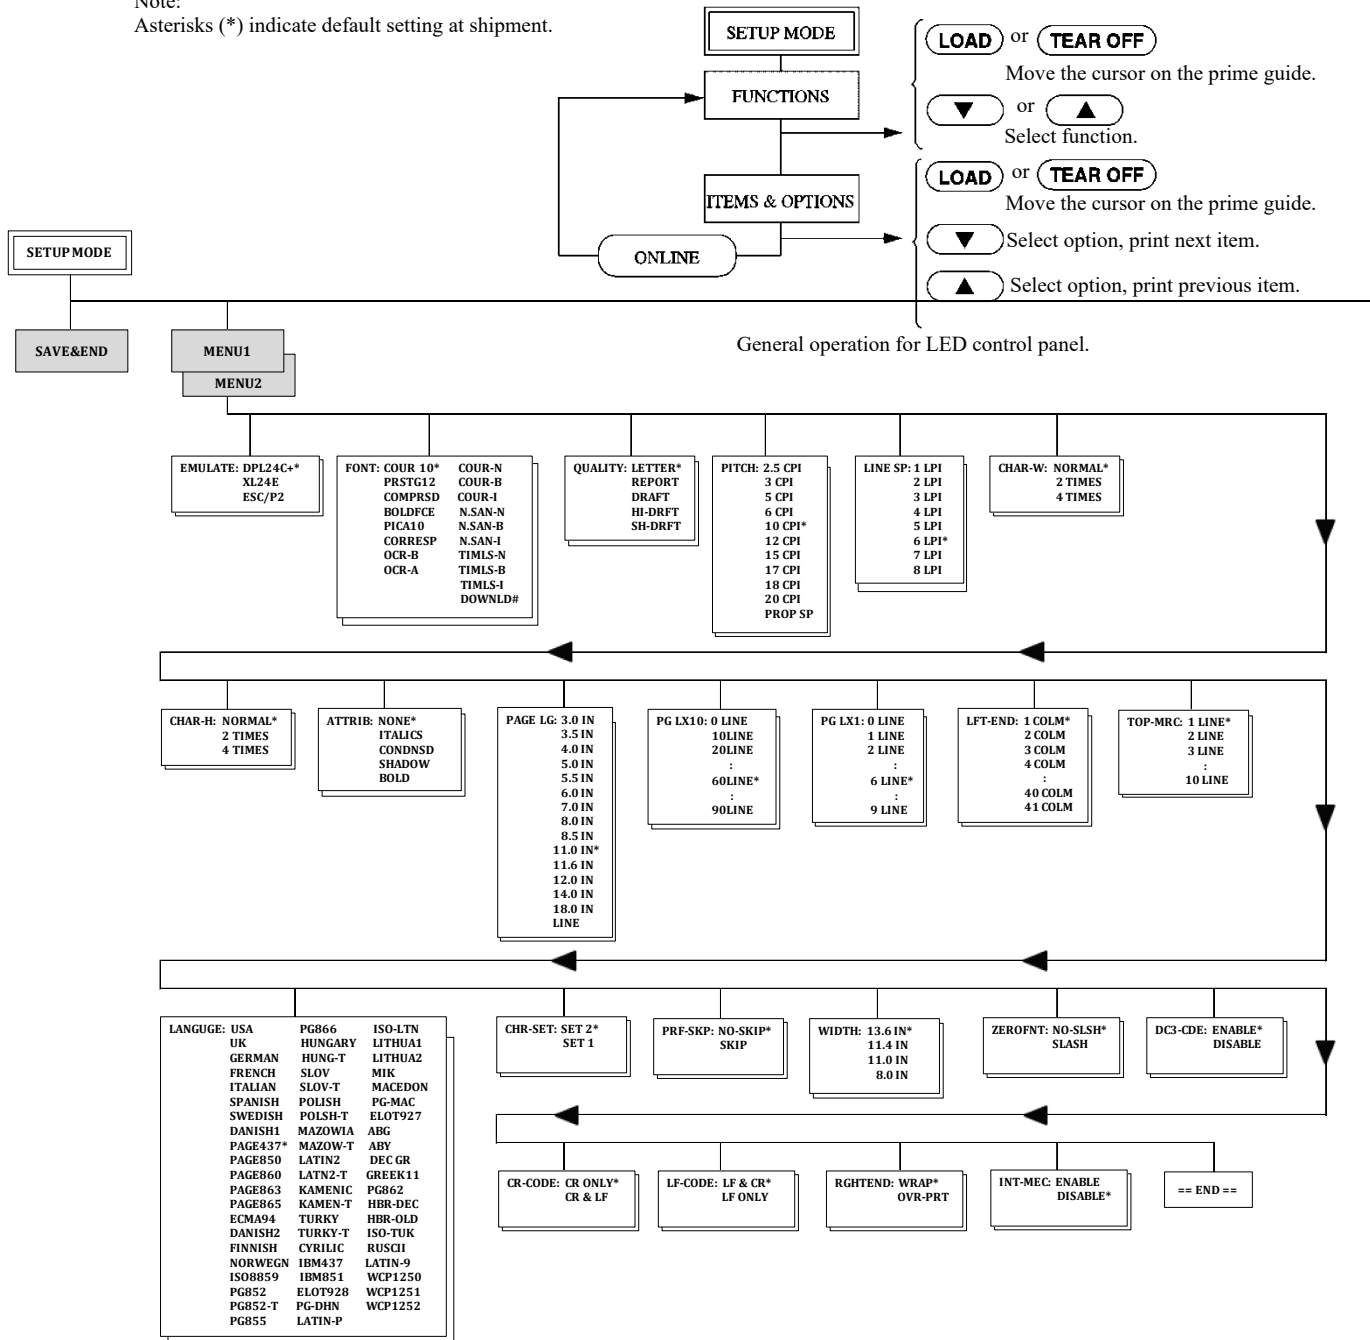 Note:
Asterisks (*) indicate default setting at shipment.
SETUP MODE
FUNCTIONS
ITEMS & OPTIONS
ONLINE
LOAD or TEAR OFF
Move the cursor on the prime guide.
▼ or ▲
Select function.
LOAD or TEAR OFF
Move the cursor on the prime guide.
▼ Select option, print next item.
▲ Select option, print previous item.
General operation for LED control panel.
SETUP MODE
SAVE&END
MENU1
MENU2
EMULATE: DPL24C+*
XL24E
ESC/P2
FONT: COUR 10* COUR-N
PRSTG12 COUR-B
COMPRSD COUR-I
BOLDFCE N.SAN-N
PICA10 N.SAN-B
CORRESP N.SAN-I
OCR-B TIMLS-N
OCR-A TIMLS-B
TIMLS-I
DOWNLD#
QUALITY: LETTER*
REPORT
DRAFT
HI-DRFT
SH-DRFT
PITCH: 2.5 CPI
3 CPI
5 CPI
6 CPI
10 CPI*
12 CPI
15 CPI
17 CPI
18 CPI
20 CPI
PROP SP
LINE SP: 1 LPI
2 LPI
3 LPI
4 LPI
5 LPI
6 LPI*
7 LPI
8 LPI
CHAR-W: NORMAL*
2 TIMES
4 TIMES
CHAR-H: NORMAL*
2 TIMES
4 TIMES
ATTRIB: NONE*
ITALICS
CONDNSD
SHADOW
BOLD
PAGE LG: 3.0 IN
3.5 IN
4.0 IN
5.0 IN
5.5 IN
6.0 IN
7.0 IN
8.0 IN
8.5 IN
11.0 IN*
11.6 IN
12.0 IN
14.0 IN
18.0 IN
LINE
PG LX10: 0 LINE
10LINE
20LINE
:
60LINE*
:
90LINE
PG LX1: 0 LINE
1 LINE
2 LINE
:
6 LINE*
:
9 LINE
LFT-END: 1 COLM*
2 COLM
3 COLM
4 COLM
:
40 COLM
41 COLM
TOP-MRC: 1 LINE*
2 LINE
3 LINE
:
10 LINE
LANGUGE: USA PG866 ISO-LTN
UK HUNGARY LITHUA1
GERMAN HUNG-T LITHUA2
FRENCH SLOV MIK
ITALIAN SLOV-T MACEDON
SPANISH POLISH PG-MAC
SWEDISH POLSH-T ELOT927
DANISH1 MAZOWIA ABG
PAGE437* MAZOW-T ABY
PAGE850 LATIN2 DEC GR
PAGE860 LATN2-T GREEK11
PAGE863 KAMENIC PG862
PAGE865 KAMEN-T HBR-DEC
ECMA94 TURKY HBR-OLD
DANISH2 TURKY-T ISO-TUK
FINNISH CYRILIC RUSCII
NORWEGN IBM437 LATIN-9
ISO8859 IBM851 WCP1250
PG852 ELOT928 WCP1251
PG852-T PG-DHN WCP1252
PG855 LATIN-P
CHR-SET: SET 2*
SET 1
PRF-SKP: NO-SKIP*
SKIP
WIDTH: 13.6 IN*
11.4 IN
11.0 IN
8.0 IN
ZEROFNT: NO-SLSH*
SLASH
DC3-CDE: ENABLE*
DISABLE
CR-CODE: CR ONLY*
CR & LF
LF-CODE: LF & CR*
LF ONLY
RGHTEND: WRAP*
OVR-PRT
INT-MEC: ENABLE
DISABLE*
== END ==